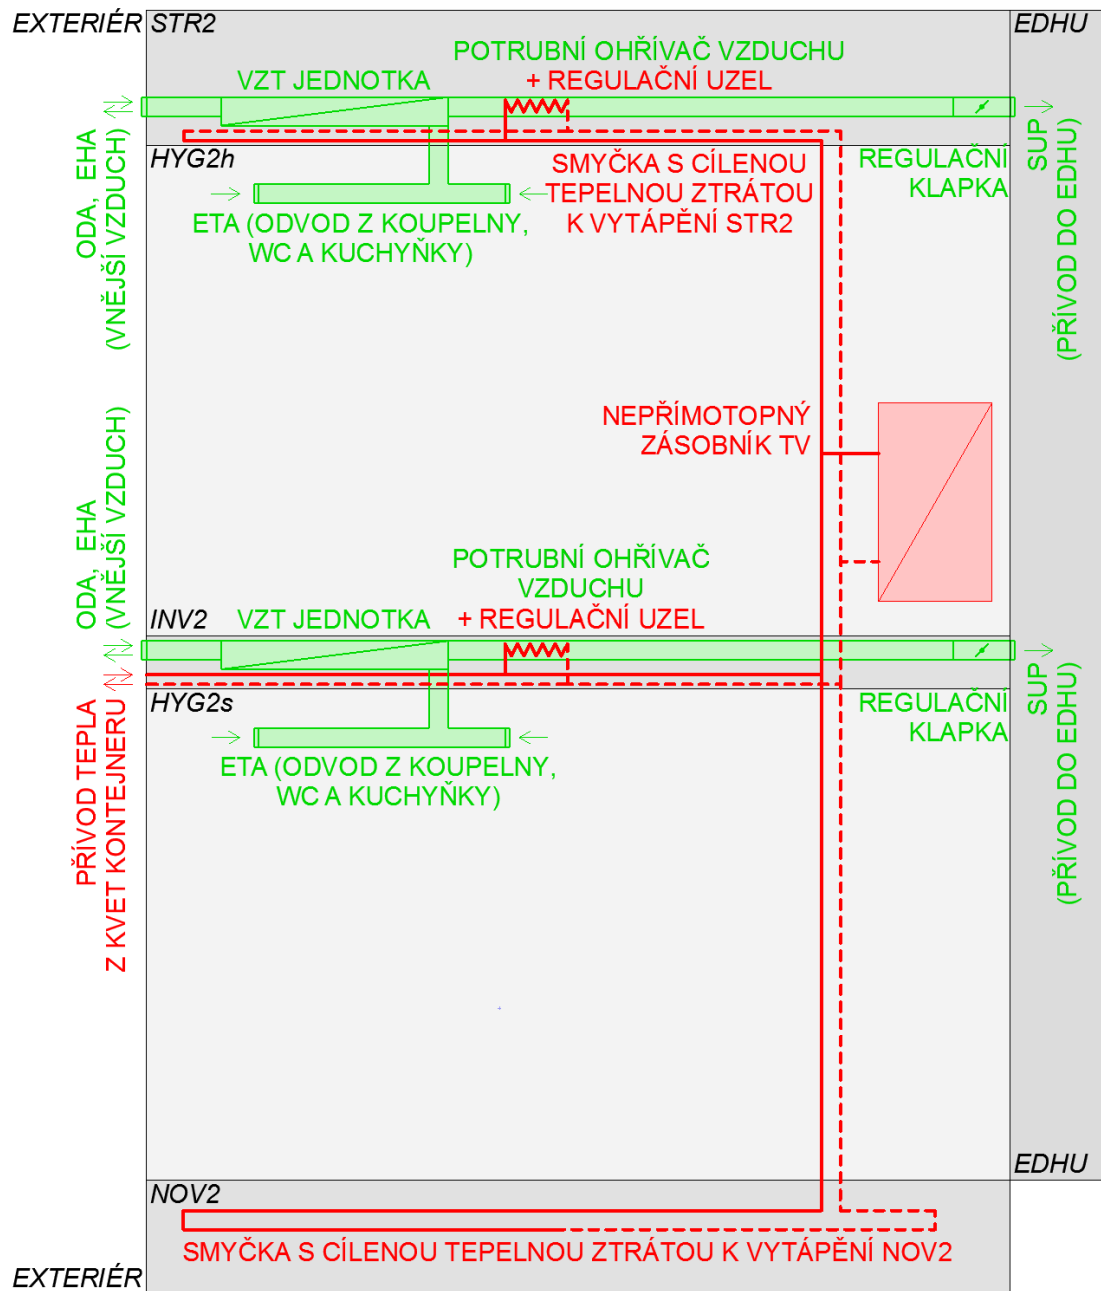 EXTERIÉR
STR2
EDHU
POTRUBNÍ OHŘÍVAČ VZDUCHU
+ REGULAČNÍ UZEL
VZT JEDNOTKA
ODA, EHA
(VNĚJŠÍ VZDUCH)
SUP
(PŘÍVOD DO EDHU)
HYG2h
SMYČKA S CÍLENOU
TEPELNOU ZTRÁTOU
K VYTÁPĚNÍ STR2
REGULAČNÍ
KLAPKA
ETA (ODVOD Z KOUPELNY,
WC A KUCHYŇKY)
NEPŘÍMOTOPNÝ
ZÁSOBNÍK TV
ODA, EHA
(VNĚJŠÍ VZDUCH)
POTRUBNÍ OHŘÍVAČ
VZDUCHU
+ REGULAČNÍ UZEL
INV2
VZT JEDNOTKA
SUP
(PŘÍVOD DO EDHU)
HYG2s
REGULAČNÍ
KLAPKA
ETA (ODVOD Z KOUPELNY,
WC A KUCHYŇKY)
PŘÍVOD TEPLA
Z KVET KONTEJNERU
EDHU
NOV2
SMYČKA S CÍLENOU TEPELNOU ZTRÁTOU K VYTÁPĚNÍ NOV2
EXTERIÉR